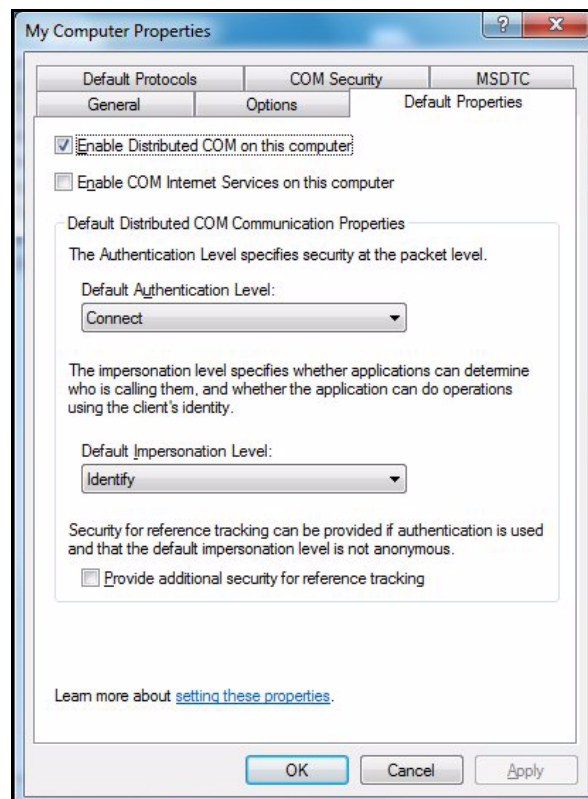 My Computer Properties
?
Default Protocols
COM Security
MSDTC
General
Options
Default Properties
Enable Distributed COM on this computer
Enable COM Internet Services on this computer
Default Distributed COM Communication Properties
The Authentication Level specifies security at the packet level.
Default Authentication Level:
Connect
The impersonation level specifies whether applications can determine
who is calling them, and whether the application can do operations
using the client's identity.
Default Impersonation Level:
Identify
Security for reference tracking can be provided if authentication is used
and that the default impersonation level is not anonymous.
Provide additional security for reference tracking
Learn more about setting these properties.
OK
Cancel
Apply